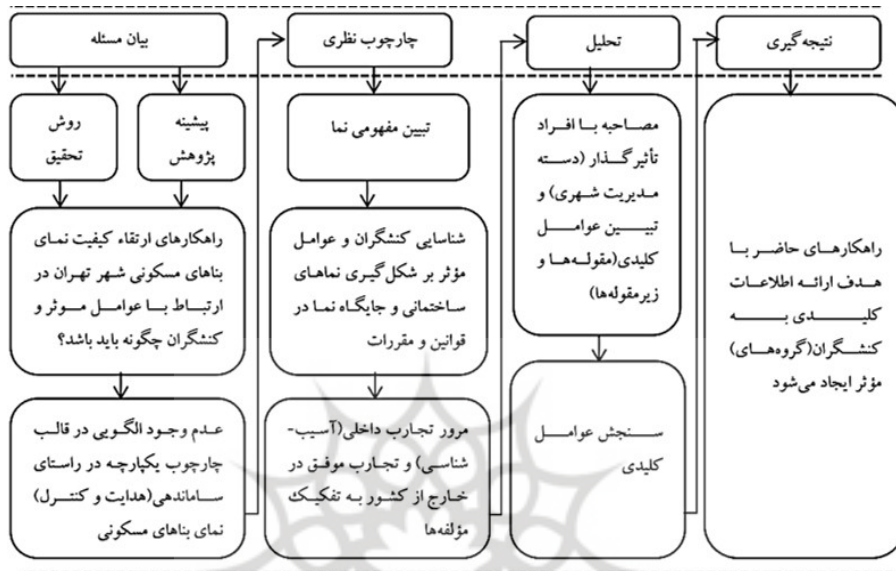 بیان مسئله
چارچوب نظری
تحلیل
نتیجه‌گیری
روش
تحقیق
پیشینه
پژوهش
راهکارهای ارتقاء کیفیت نمای
بناهای مسکونی شهر تهران در
ارتباط با عوامل موثر و
کنشگران چگونه باید باشد؟
عدم وجود الگویی در قالب
چارچوب یکپارچه در راستای
ساماندهی(هدایت و کنترل)
نمای بناهای مسکونی
تبیین مفهومی نما
شناسایی کنشگران و عوامل
مؤثر بر شکل‌گیری نماهای
ساختمانی و جایگاه نما در
قوانین و مقررات
مرور تجارب داخلی(آسیب-
شناسی) و تجارب موفق در
خارج از کشور به تفکیک
مؤلفه‌ها
مصاحبه با افراد
تأثیرگذار (دسته
مدیریت شهری) و
تبیین عوامل
کلیدی(مقوله‌ها و
زیرمقوله‌ها)
سنجش عوامل
کلیدی
راهکارهای حاضر با
هدف ارائه اطلاعات
کلیدی به
کنشگران(گروه‌های)
مؤثر ایجاد می‌شود